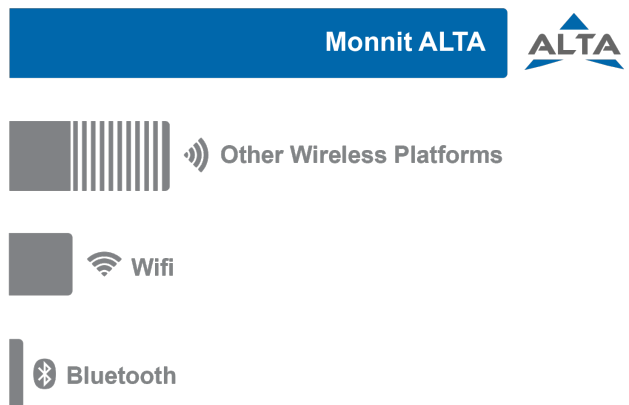 Monnit ALTA
ALTA
Other Wireless Platforms
Wifi
Bluetooth